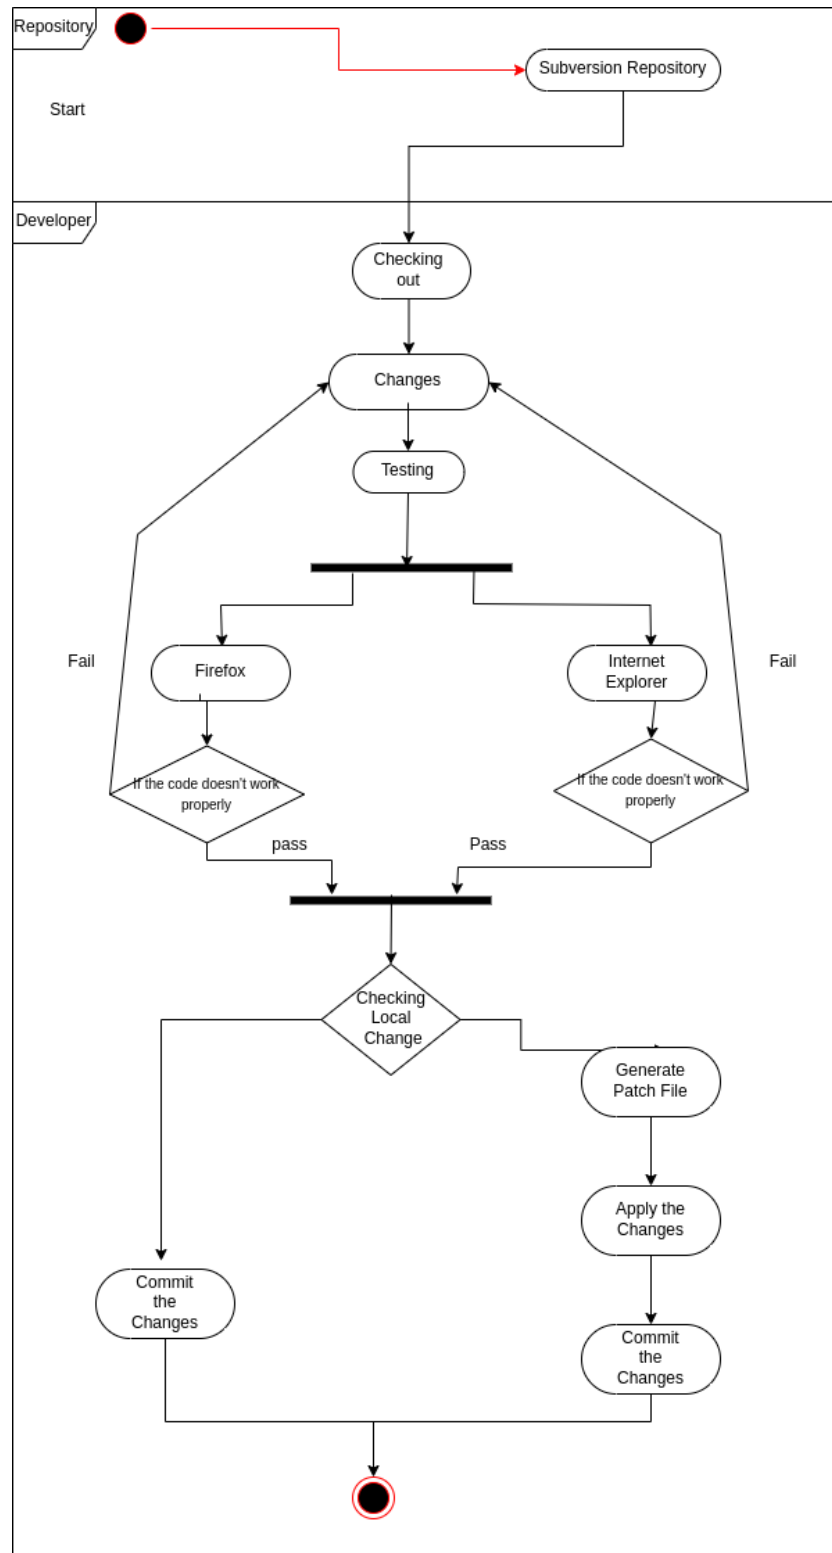 Repository
Subversion Repository
Start
Developer
Checking
out
Changes
Testing
Fail
Firefox
Internet
Explorer
Fail
If the code doesn't work
properly
If the code doesn't work
properly
pass
Pass
Checking
Local
Change
Generate
Patch File
Apply the
Changes
Commit
the
Changes
Commit
the
Changes